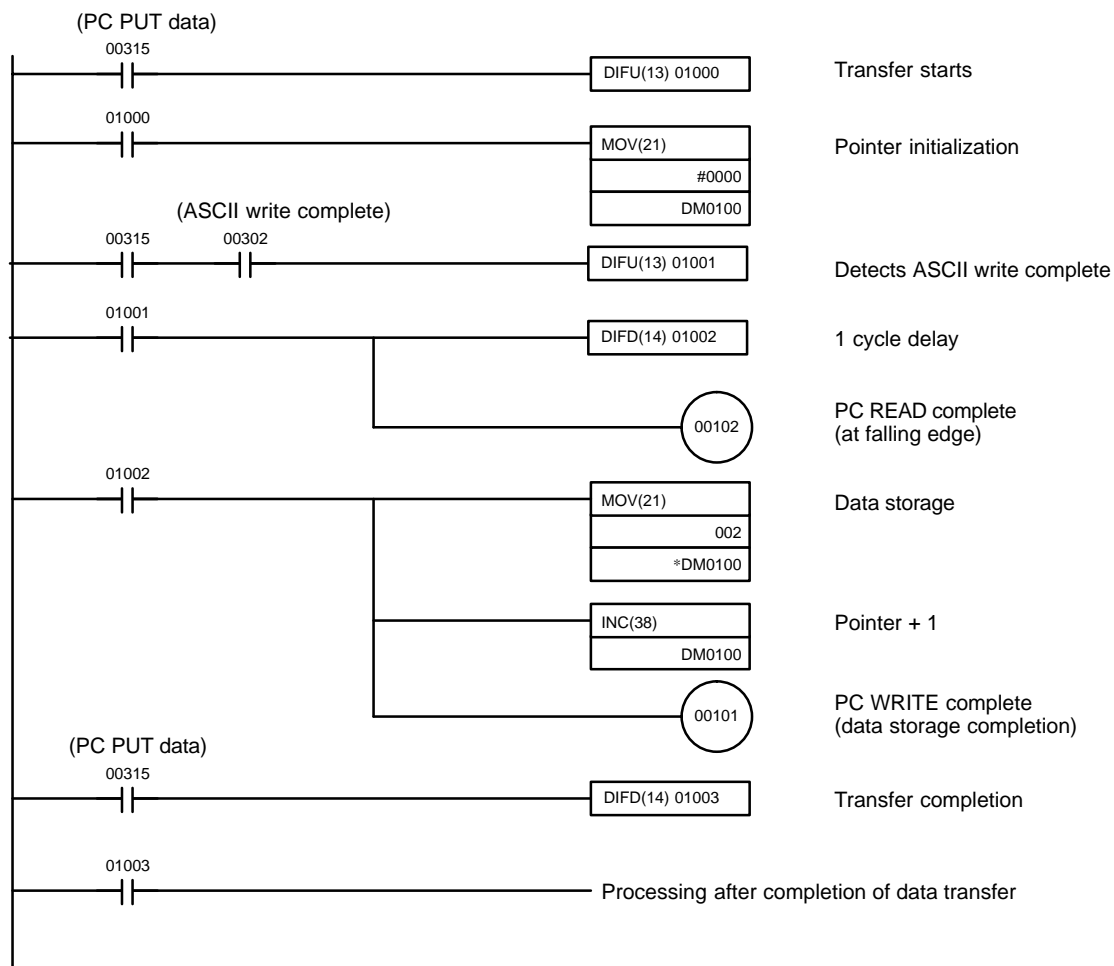 (PC PUT data)
00315
DIFU(13) 01000
Transfer starts
01000
MOV(21)
#0000
DM0100
Pointer initialization
(ASCII write complete)
00315
00302
DIFU(13) 01001
Detects ASCII write complete
01001
DIFD(14) 01002
1 cycle delay
00102
PC READ complete
(at falling edge)
01002
MOV(21)
002
*DM0100
Data storage
INC(38)
DM0100
Pointer + 1
00101
PC WRITE complete
(data storage completion)
(PC PUT data)
00315
DIFD(14) 01003
Transfer completion
01003
Processing after completion of data transfer